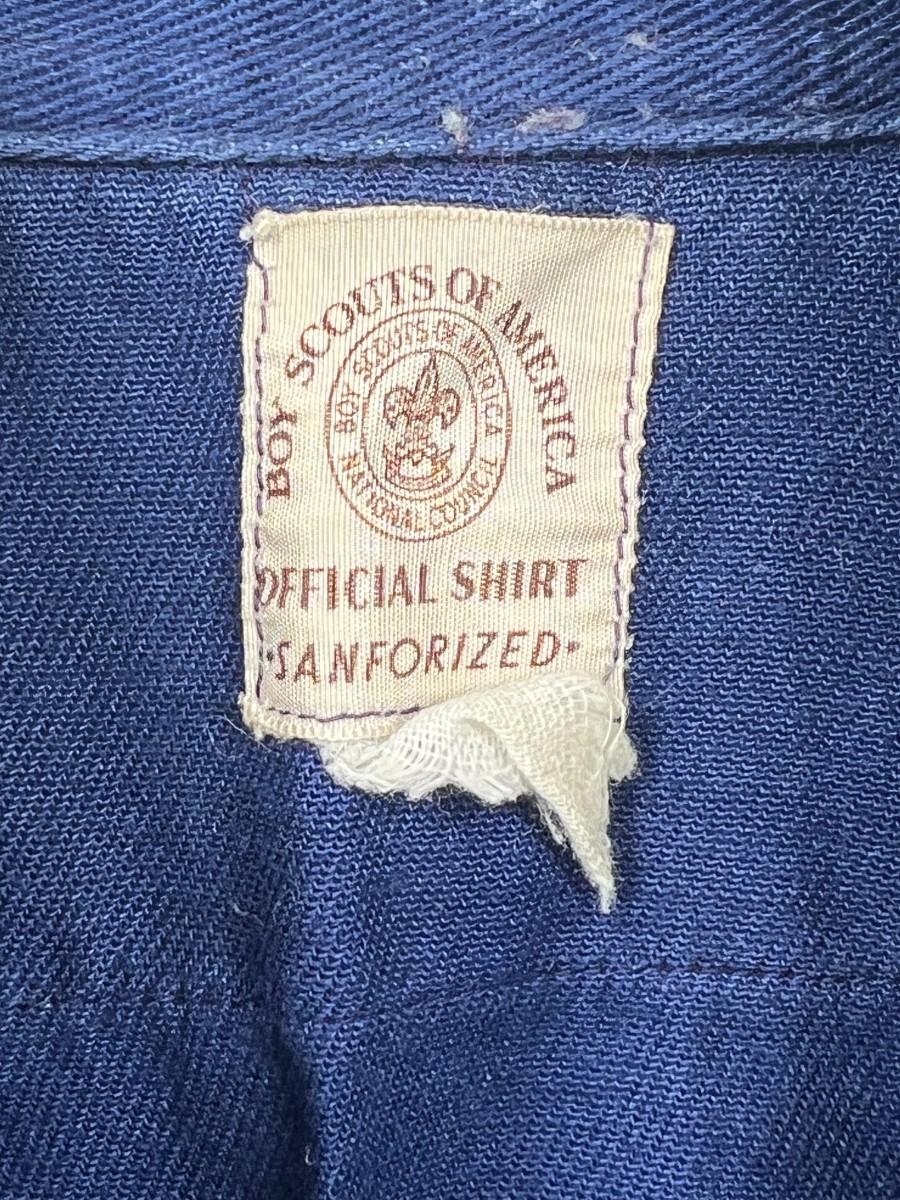 BOY SCOUTS OF AMERICA
BOY SCOUTS OF AMERICA
NATIONAL COUNCIL
OFFICIAL SHIRT
·SANFORIZED·